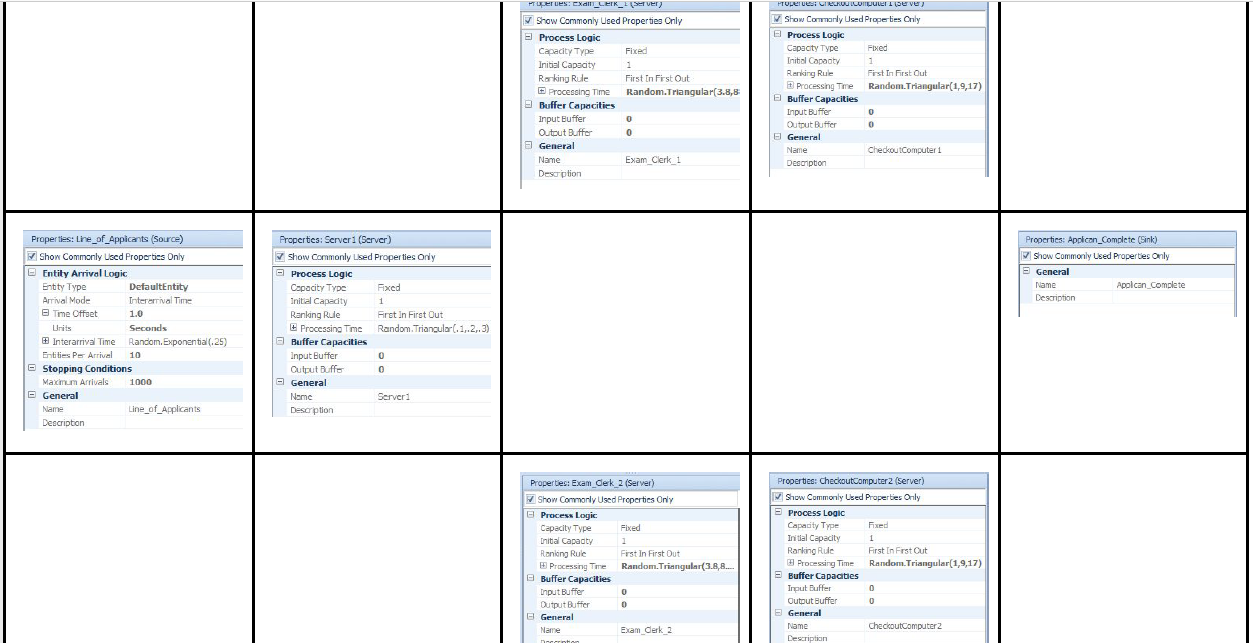 Properties: Exam_Clerk_1 (Server)
Show Commonly Used Properties Only
Process Logic
Capacity Type Fixed
Initial Capacity 1
Ranking Rule First In First Out
Processing Time Random.Triangular(3.8,8
Buffer Capacities
Input Buffer 0
Output Buffer 0
General
Name Exam_Clerk_1
Description
Properties: CheckoutComputer1 (Server)
Show Commonly Used Properties Only
Process Logic
Capacity Type Fixed
Initial Capacity 1
Ranking Rule First In First Out
Processing Time Random.Triangular(1,9,17)
Buffer Capacities
Input Buffer 0
Output Buffer 0
General
Name CheckoutComputer1
Description
Properties: Line_of_Applicants (Source)
Show Commonly Used Properties Only
Entity Arrival Logic
Entity Type DefaultEntity
Arrival Mode Interarrival Time
Time Offset 1.0
Units Seconds
Interarrival Time Random.Exponential(.25)
Entities Per Arrival 10
Stopping Conditions
Maximum Arrivals 1000
General
Name Line_of_Applicants
Description
Properties: Server1 (Server)
Show Commonly Used Properties Only
Process Logic
Capacity Type Fixed
Initial Capacity 1
Ranking Rule First In First Out
Processing Time Random.Triangular(.1,.2,.3)
Buffer Capacities
Input Buffer 0
Output Buffer 0
General
Name Server1
Description
Properties: Applican_Complete (Sink)
Show Commonly Used Properties Only
General
Name Applican_Complete
Description
Properties: Exam_Clerk_2 (Server)
Show Commonly Used Properties Only
Process Logic
Capacity Type Fixed
Initial Capacity 1
Ranking Rule First In First Out
Processing Time Random.Triangular(3.8,8....
Buffer Capacities
Input Buffer 0
Output Buffer 0
General
Name Exam_Clerk_2
Description
Properties: CheckoutComputer2 (Server)
Show Commonly Used Properties Only
Process Logic
Capacity Type Fixed
Initial Capacity 1
Ranking Rule First In First Out
Processing Time Random.Triangular(1,9,17)
Buffer Capacities
Input Buffer 0
Output Buffer 0
General
Name CheckoutComputer2
Description